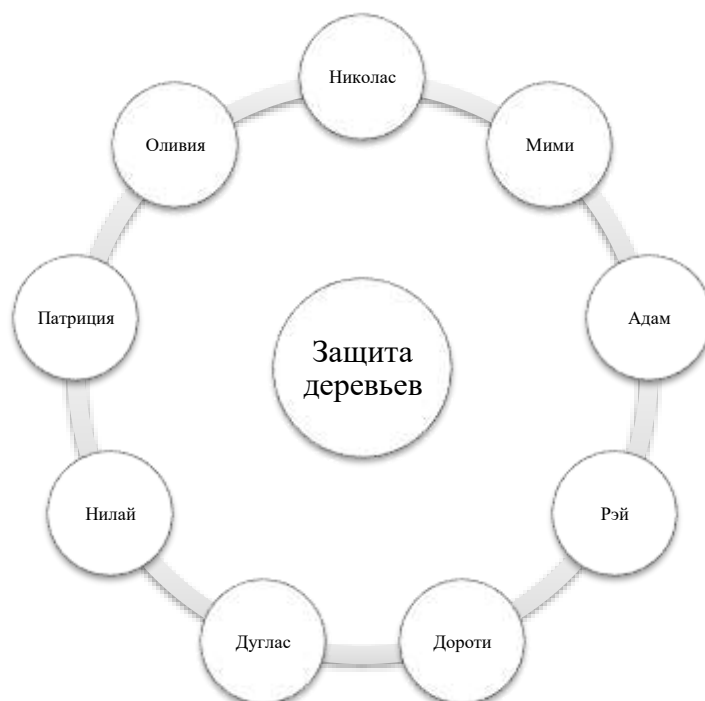 Николас
Мими
Адам
Рэй
Дороти
Дуглас
Нилай
Патриция
Оливия
Защита
деревьев